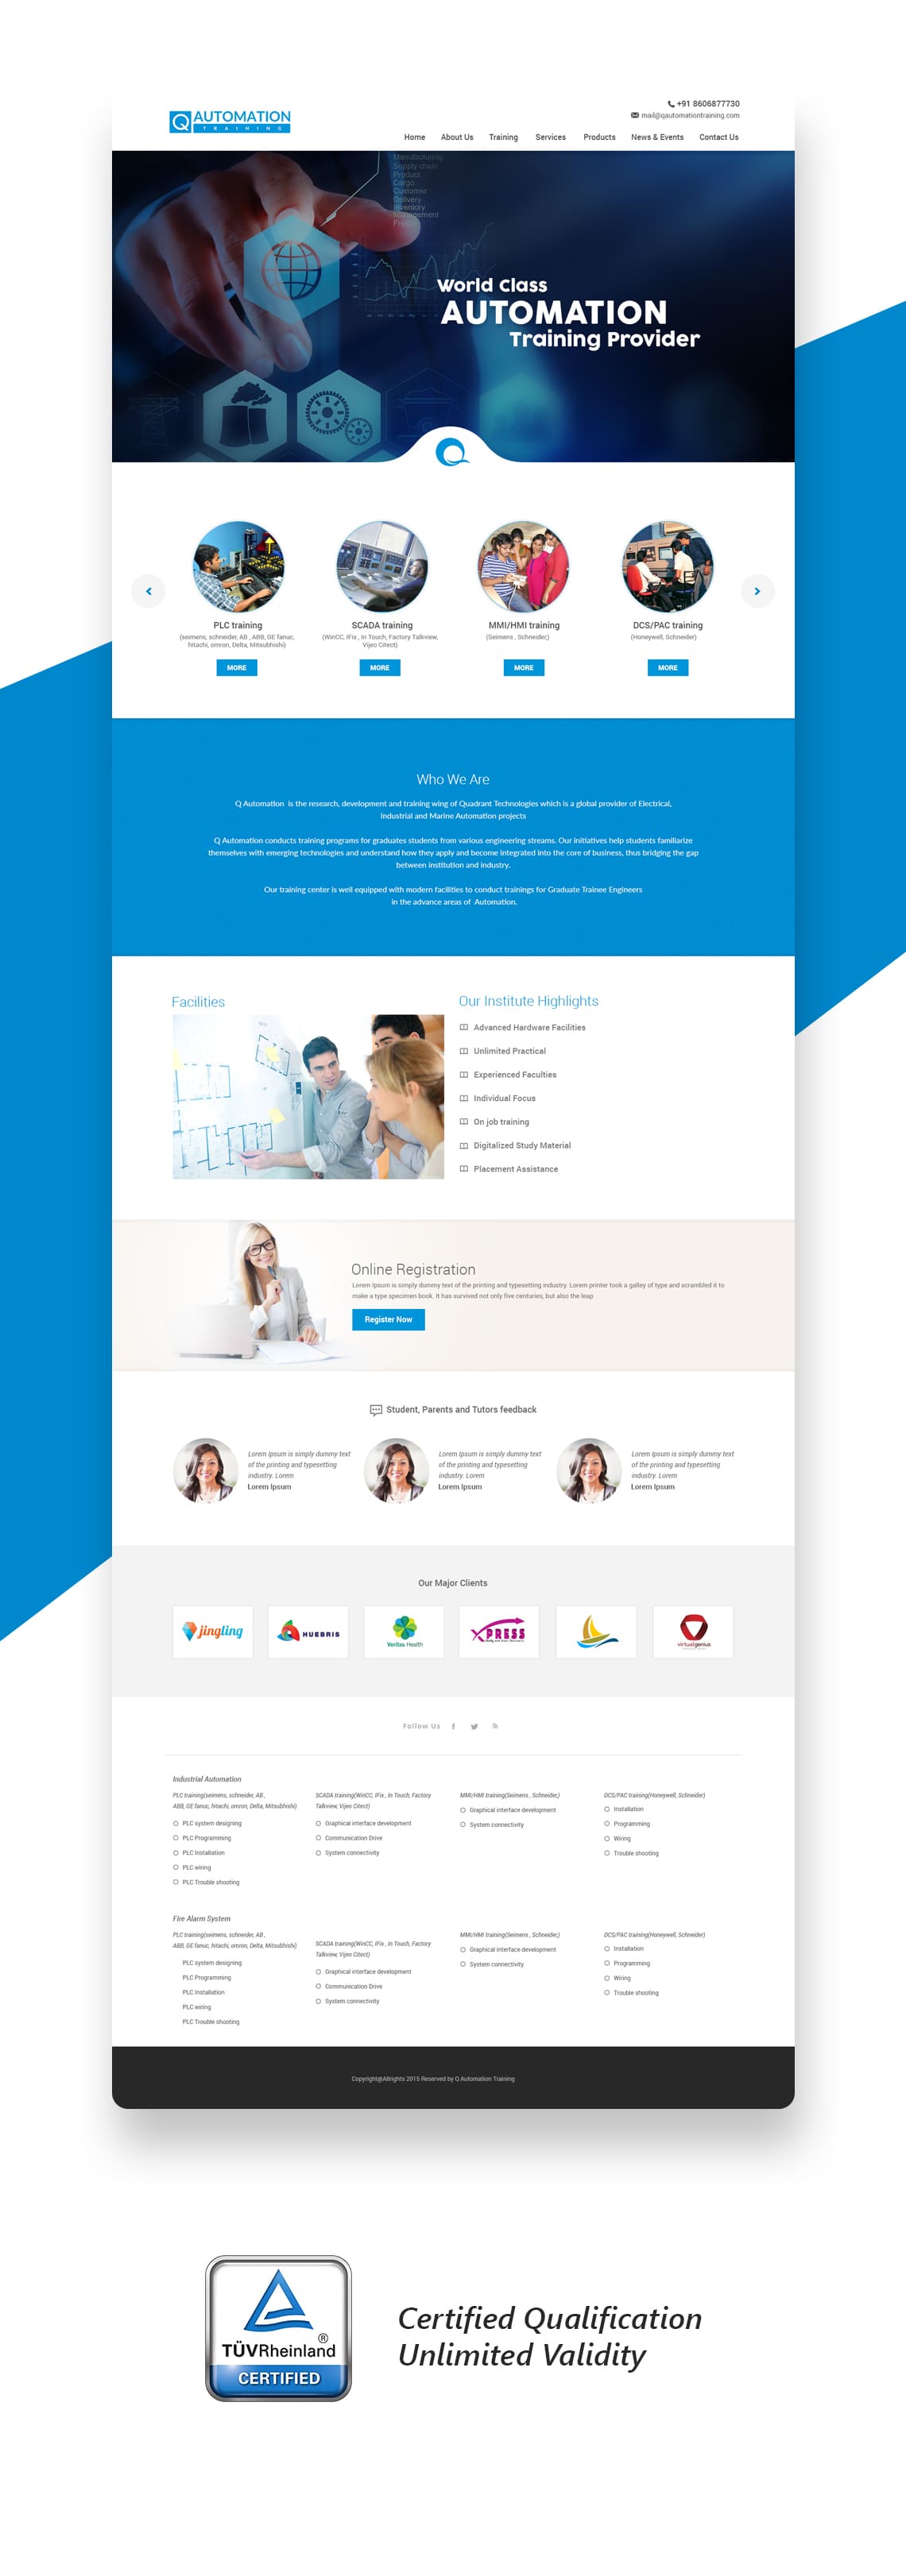 Q AUTOMATION
TRAINING
+91 8606877730
mail@qautomationtraining.com
Home About Us Training Services Products News & Events Contact Us
Manufacturing
Supply chain
Product
Cargo
Customer
Delivery
Inventory
Management
World Class
AUTOMATION
Training Provider
PLC training
(seimens, schneider, AB , ABB, GE fanuc,
hitachi, omron, Delta, Mitsubhishi)
MORE
SCADA training
(WinCC, IFix , In Touch, Factory Talkview,
Vijeo Citect)
MORE
MMI/HMI training
(Seimens , Schneider,)
MORE
DCS/PAC training
(Honeywell, Schneider)
MORE
Who We Are
Q Automation is the research, development and training wing of Quadrant Technologies which is a global provider of Electrical,
Industrial and Marine Automation projects
Q Automation conducts training programs for graduates students from various engineering streams. Our initiatives help students familiarize
themselves with emerging technologies and understand how they apply and become integrated into the core of business, thus bridging the gap
between institution and industry.
Our training center is well equipped with modern facilities to conduct trainings for Graduate Trainee Engineers
in the advance areas of Automation.
Facilities
Our Institute Highlights
Advanced Hardware Facilities
Unlimited Practical
Experienced Faculties
Individual Focus
On job training
Digitalized Study Material
Placement Assistance
Online Registration
Lorem Ipsum is simply dummy text of the printing and typesetting industry. Lorem printer took a galley of type and scrambled it to
make a type specimen book. It has survived not only five centuries, but also the leap
Register Now
Student, Parents and Tutors feedback
Lorem Ipsum is simply dummy text
of the printing and typesetting
industry. Lorem
Lorem Ipsum
Lorem Ipsum is simply dummy text
of the printing and typesetting
industry. Lorem
Lorem Ipsum
Lorem Ipsum is simply dummy text
of the printing and typesetting
industry. Lorem
Lorem Ipsum
Our Major Clients
jingling
HUEBRIS
Veritas Health
XPRESS
virtualgenius
Follow Us
Industrial Automation
PLC training(seimens, schneider, AB ,
ABB, GE fanuc, hitachi, omron, Delta, Mitsubhishi)
PLC system designing
PLC Programming
PLC Installation
PLC wiring
PLC Trouble shooting
SCADA training(WinCC, IFix , In Touch, Factory
Talkview, Vijeo Citect)
Graphical interface development
Communication Drive
System connectivity
MMI/HMI training(Seimens , Schneider,)
Graphical interface development
System connectivity
DCS/PAC training(Honeywell, Schneider)
Installation
Programming
Wiring
Trouble shooting
Fire Alarm System
PLC training(seimens, schneider, AB ,
ABB, GE fanuc, hitachi, omron, Delta, Mitsubhishi)
PLC system designing
PLC Programming
PLC Installation
PLC wiring
PLC Trouble shooting
SCADA training(WinCC, IFix , In Touch, Factory
Talkview, Vijeo Citect)
Graphical interface development
Communication Drive
System connectivity
MMI/HMI training(Seimens , Schneider,)
Graphical interface development
System connectivity
DCS/PAC training(Honeywell, Schneider)
Installation
Programming
Wiring
Trouble shooting
Copyright@Allrights 2015 Reserved by Q Automation Training
TÜVRheinland®
CERTIFIED
Certified Qualification
Unlimited Validity